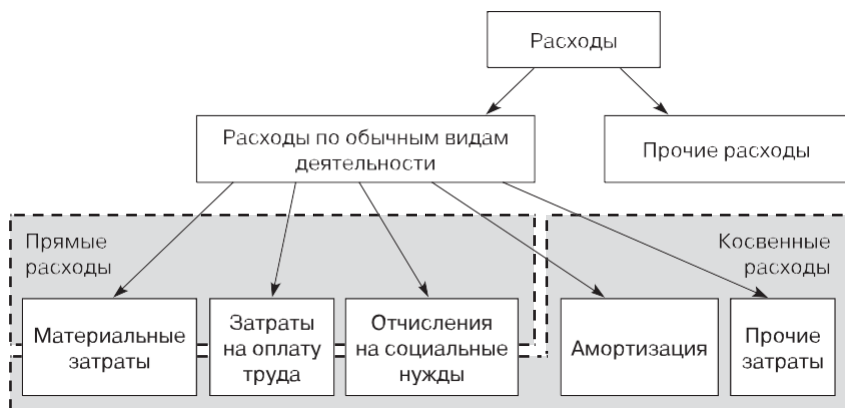 Расходы
Расходы по обычным видам
деятельности
Прочие расходы
Прямые
расходы
Косвенные
расходы
Материальные
затраты
Затраты
на оплату
труда
Отчисления
на социальные
нужды
Амортизация
Прочие
затраты